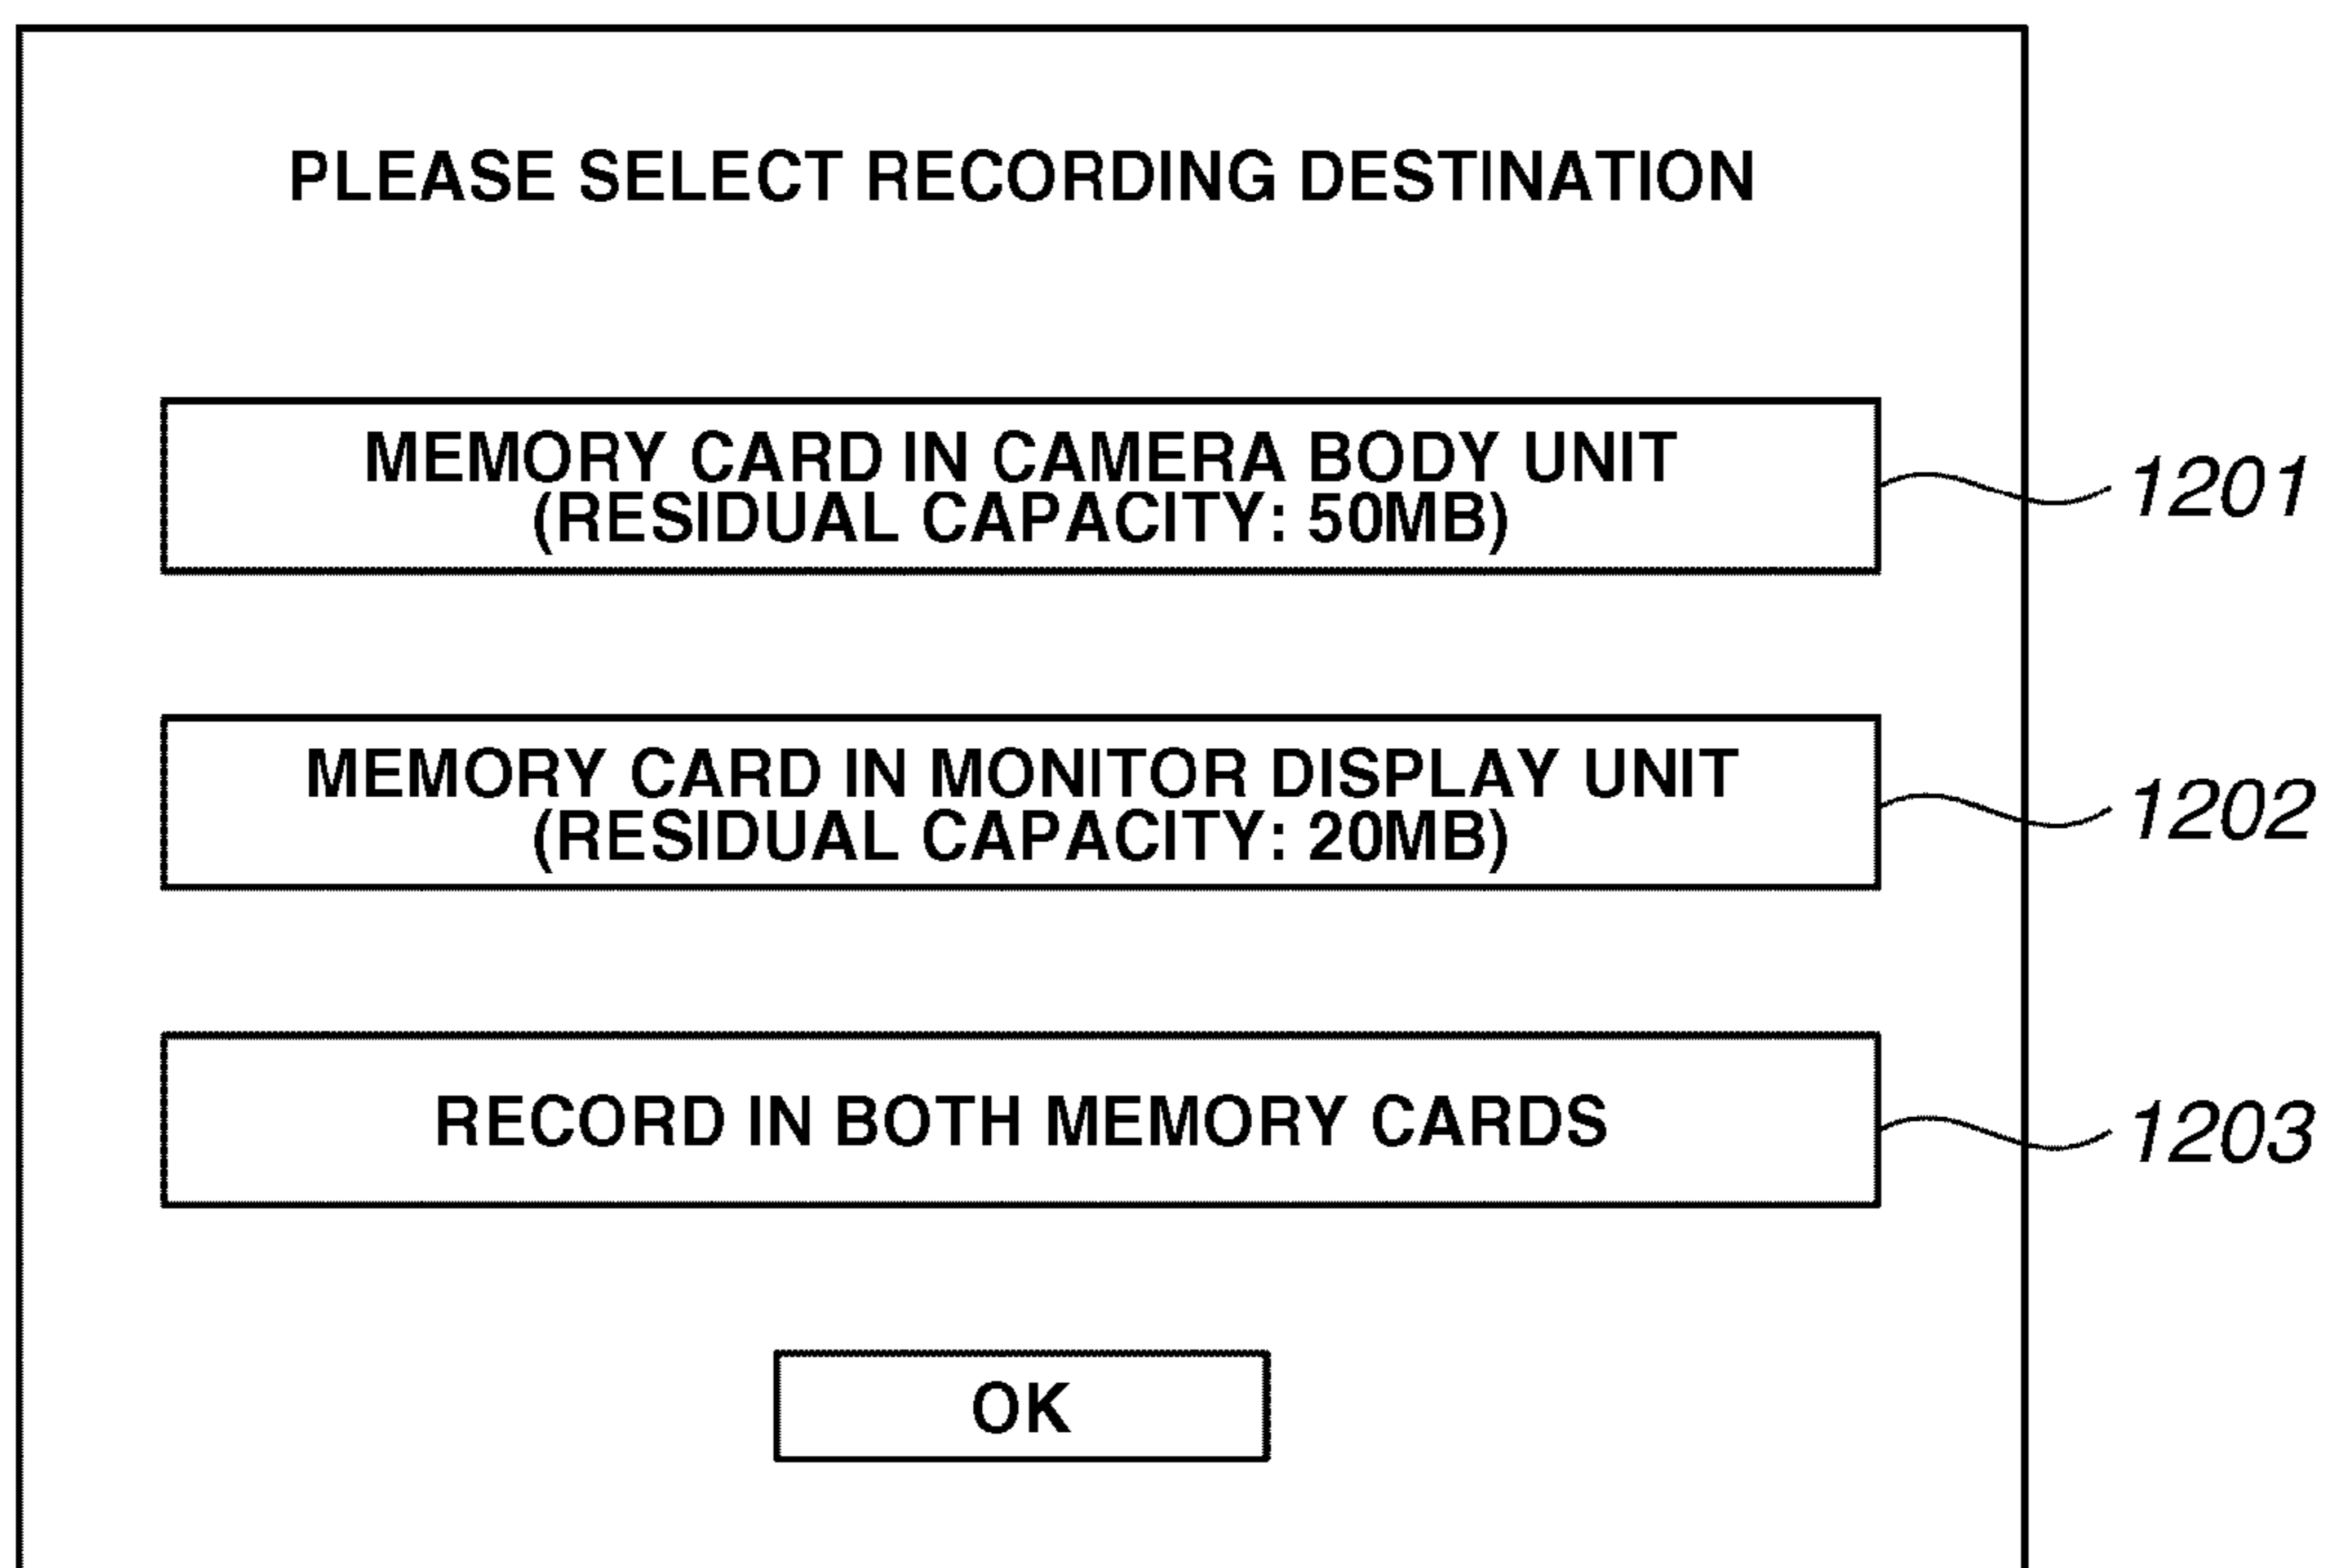 PLEASE SELECT RECORDING DESTINATION
MEMORY CARD IN CAMERA BODY UNIT
(RESIDUAL CAPACITY: 50MB)
1201
MEMORY CARD IN MONITOR DISPLAY UNIT
(RESIDUAL CAPACITY: 20MB)
1202
RECORD IN BOTH MEMORY CARDS
1203
OK